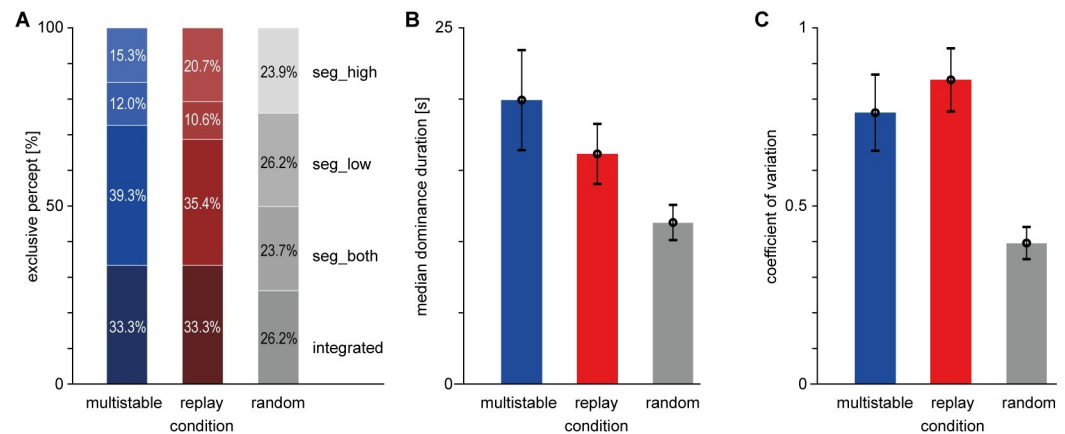 A
exclusive percept [%]
100
50
0
15.3%
12.0%
39.3%
33.3%
20.7%
10.6%
35.4%
33.3%
23.9%
26.2%
23.7%
26.2%
seg_high
seg_low
seg_both
integrated
multistable replay random
condition
B
median dominance duration [s]
25
0
multistable replay random
condition
C
coefficient of variation
1
0.5
0
multistable replay random
condition